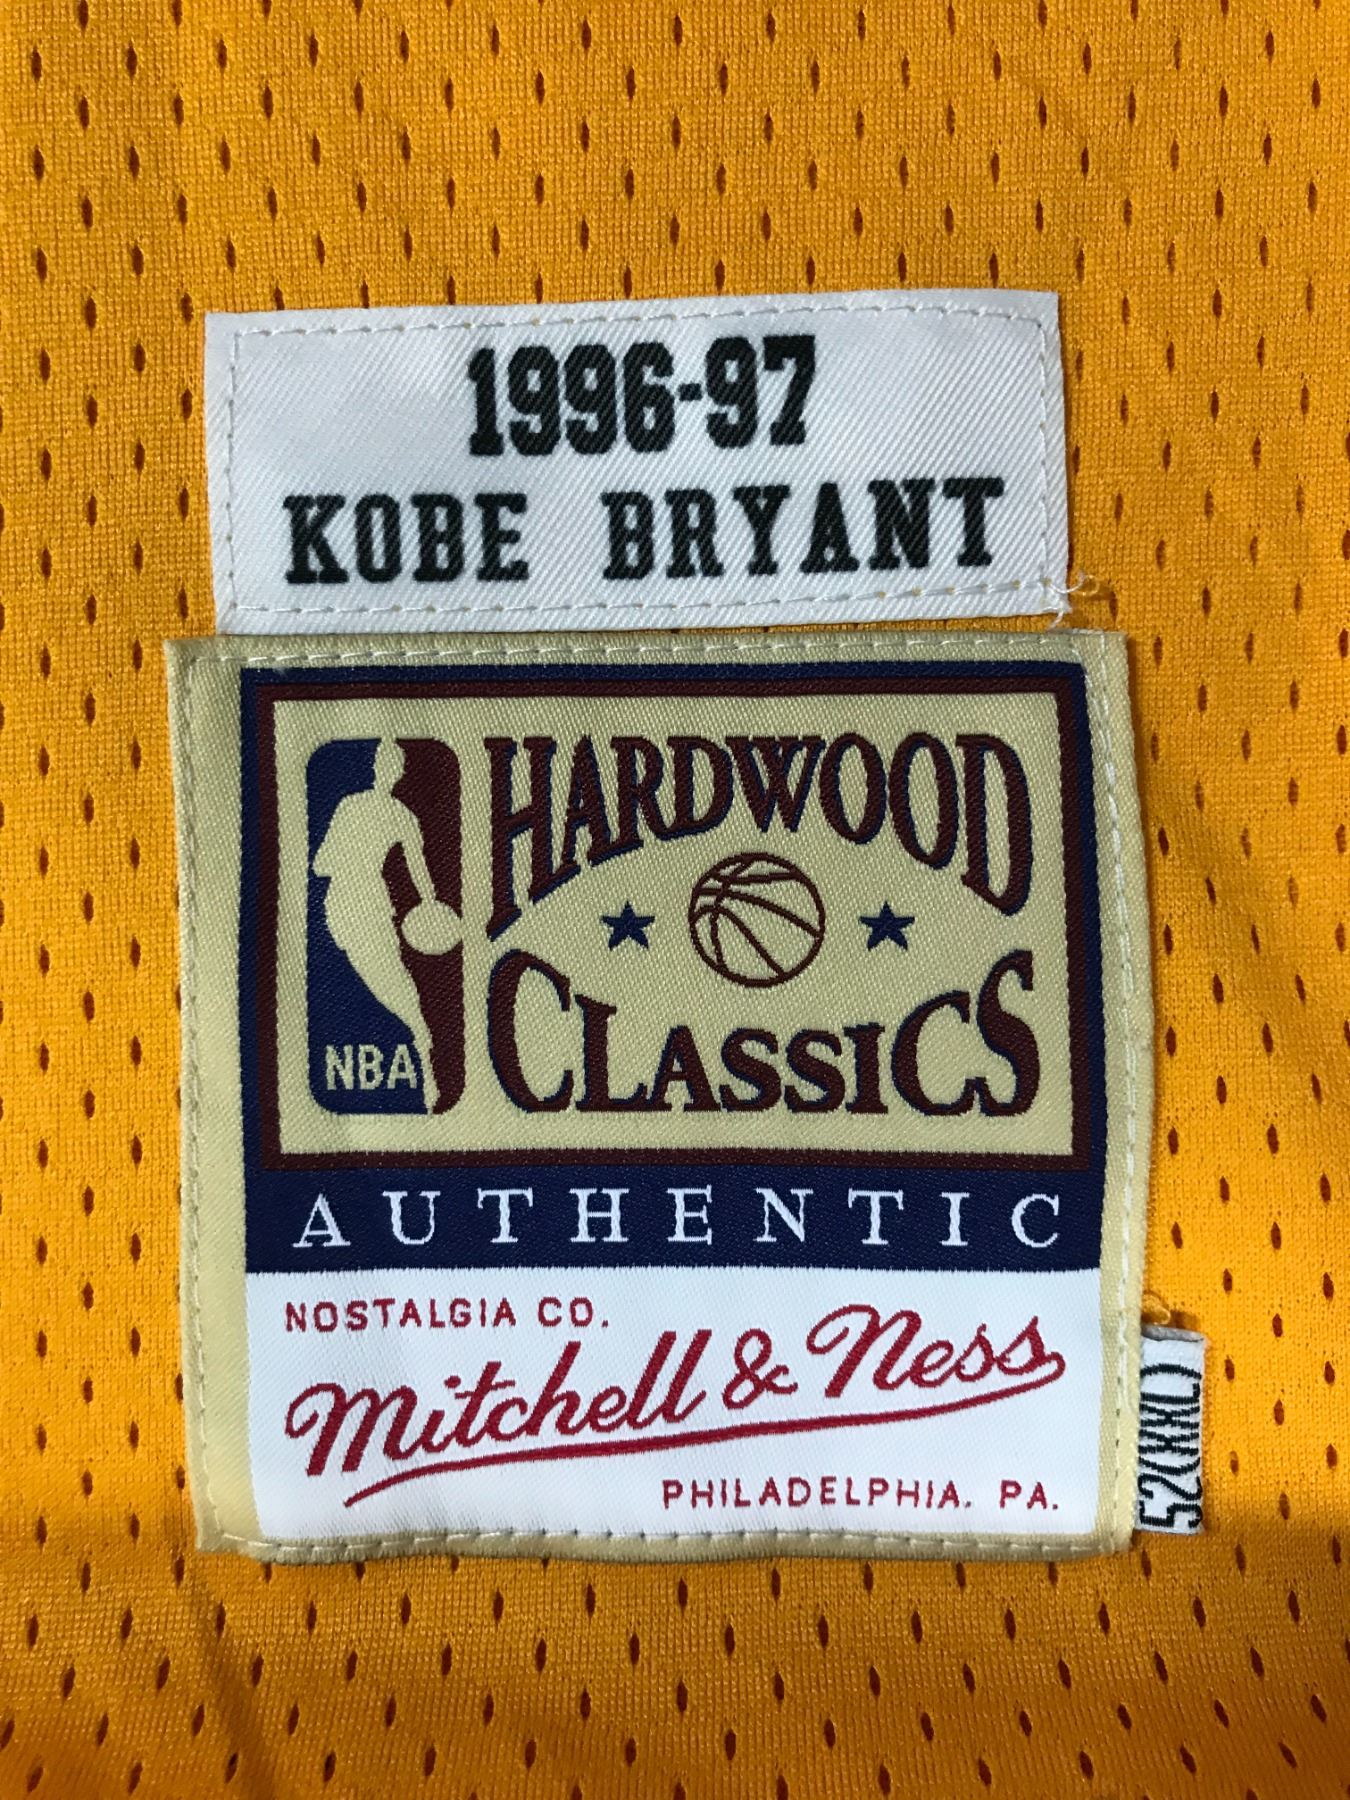 1996-97
KOBE BRYANT
HARDWOOD
CLASSICS
NBA
AUTHENTIC
NOSTALGIA CO.
Mitchell & Ness
PHILADELPHIA. PA.
52(XXL)